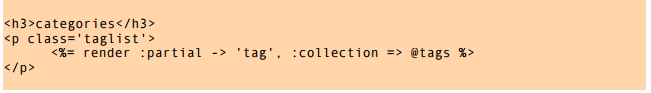 <h3>categories</h3>
<p class='taglist'>
<%= render :partial -> 'tag', :collection => @tags %>
</p>